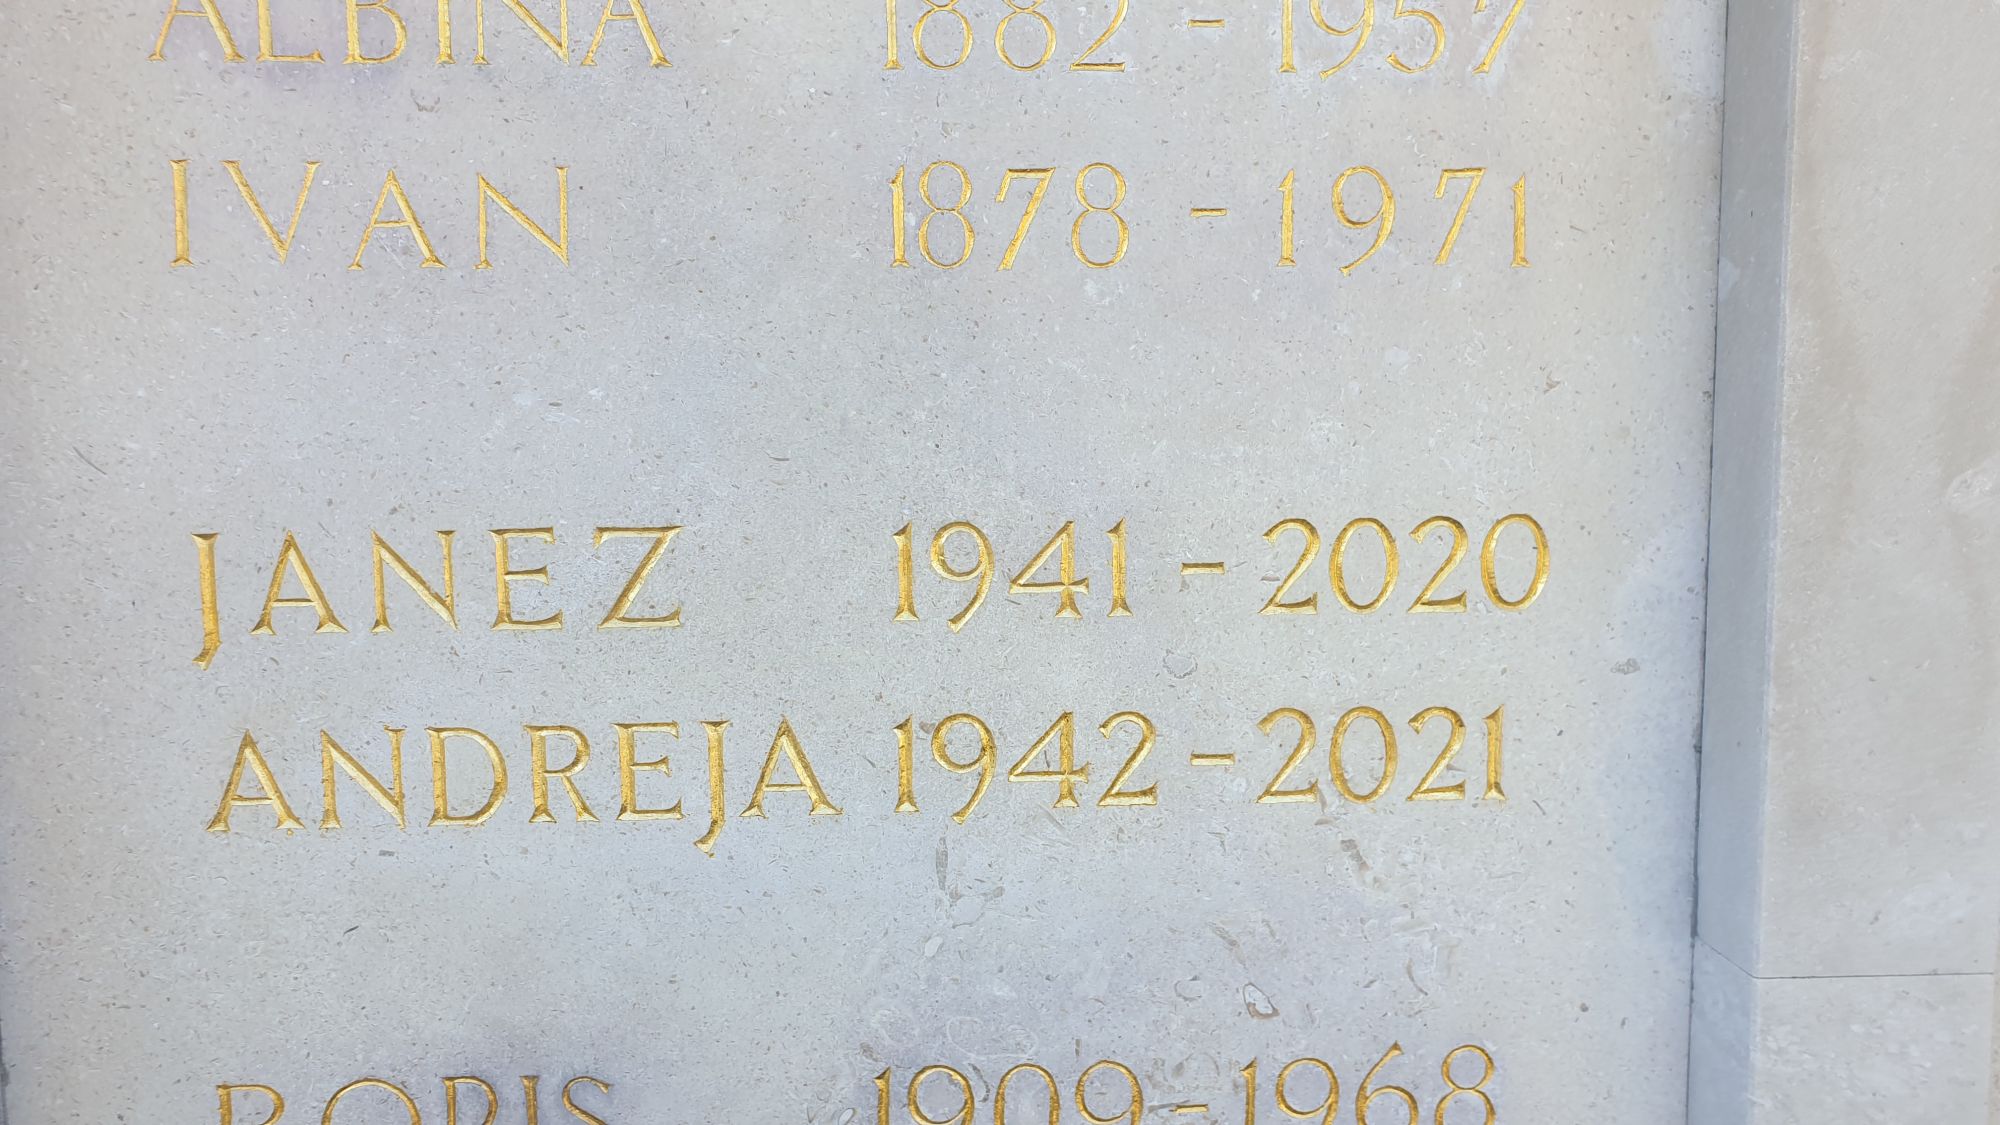 ALBINA 1882 - 1957
IVAN 1878 - 1971
JANEZ 1941 - 2020
ANDREJA 1942 - 2021
BORIS 1909 - 1968